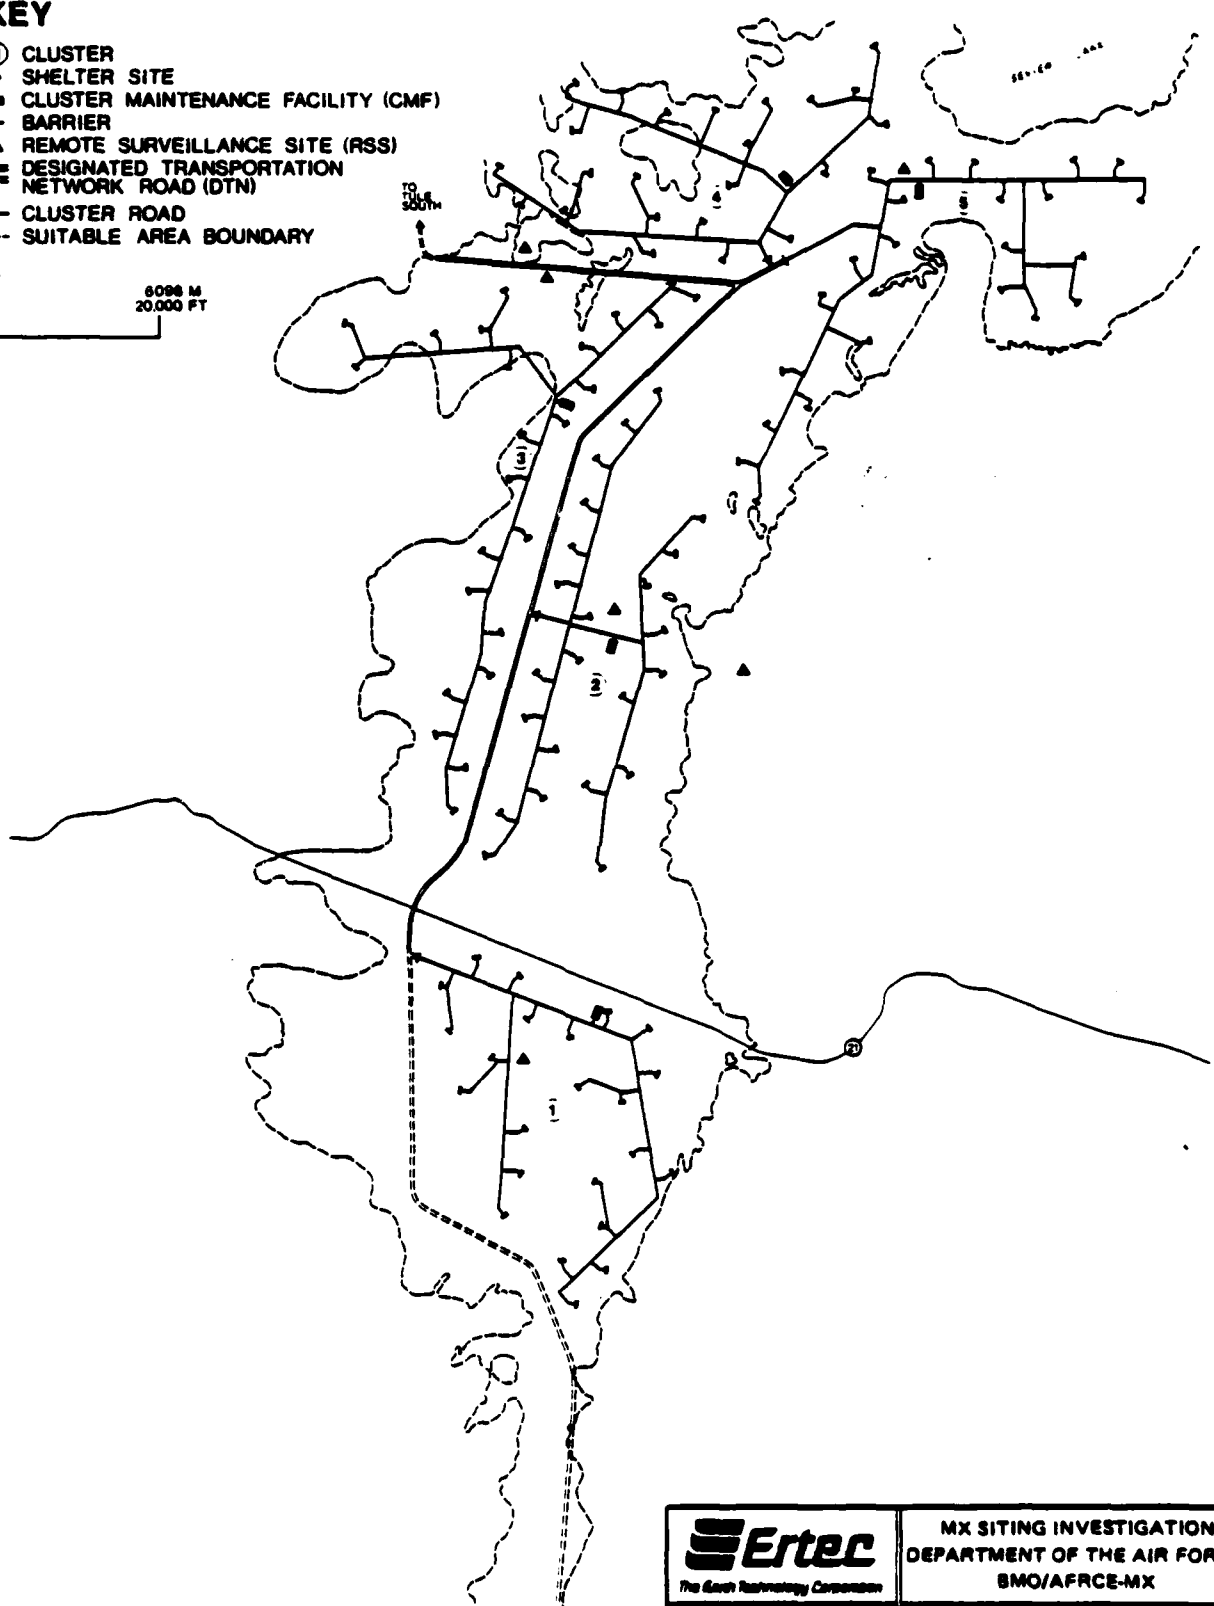 KEY
CLUSTER
SHELTER SITE
CLUSTER MAINTENANCE FACILITY (CMF)
BARRIER
REMOTE SURVEILLANCE SITE (RSS)
DESIGNATED TRANSPORTATION
NETWORK ROAD (DTN)
CLUSTER ROAD
SUITABLE AREA BOUNDARY
6096 M
20,000 FT
TO
TULE
SOUTH
4
5
3
2
21
1
Ertec
The Earth Technology Corporation
MX SITING INVESTIGATION
DEPARTMENT OF THE AIR FOR
BMO/AFRCE-MX